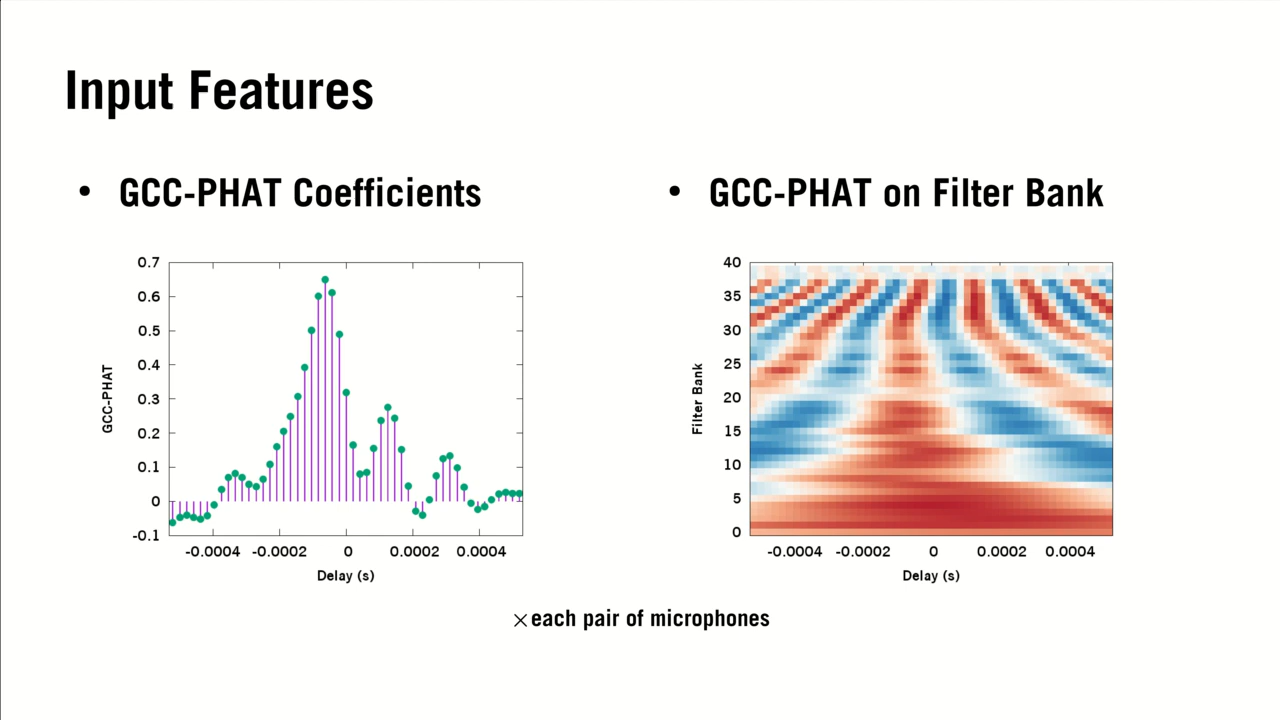 Input Features
• GCC-PHAT Coefficients
0.7
0.6
0.5
0.4
0.3
0.2
0.1
0
-0.1
GCC-PHAT
-0.0004 -0.0002 0 0.0002 0.0004
Delay (s)
• GCC-PHAT on Filter Bank
40
35
30
25
20
15
10
5
0
Filter Bank
-0.0004 -0.0002 0 0.0002 0.0004
Delay (s)
×each pair of microphones